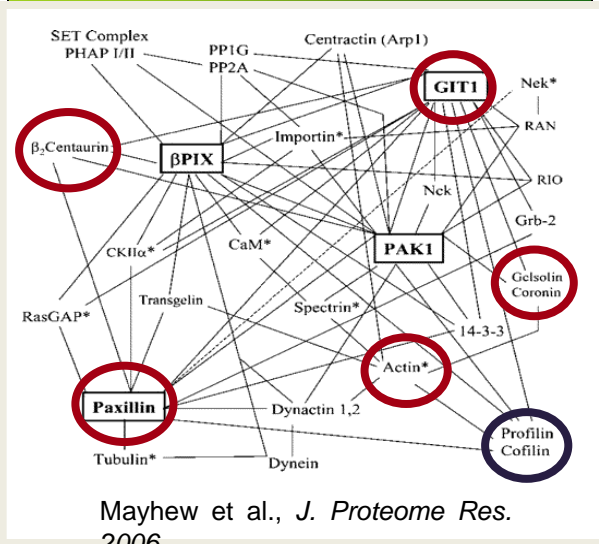 SET Complex
PHAP I/II
PP1G
PP2A
Centractin (Arp1)
GIT1
Nek*
β₂Centaurin
βPIX
Importin*
RAN
Nck
RIO
Grb-2
CKIIα*
CaM*
PAK1
Gelsolin
Coronin
RasGAP*
Transgelin
Spectrin*
14-3-3
Actin*
Paxillin
Dynactin 1,2
Profilin
Cofilin
Tubulin*
Dynein
Mayhew et al., J. Proteome Res.
2006